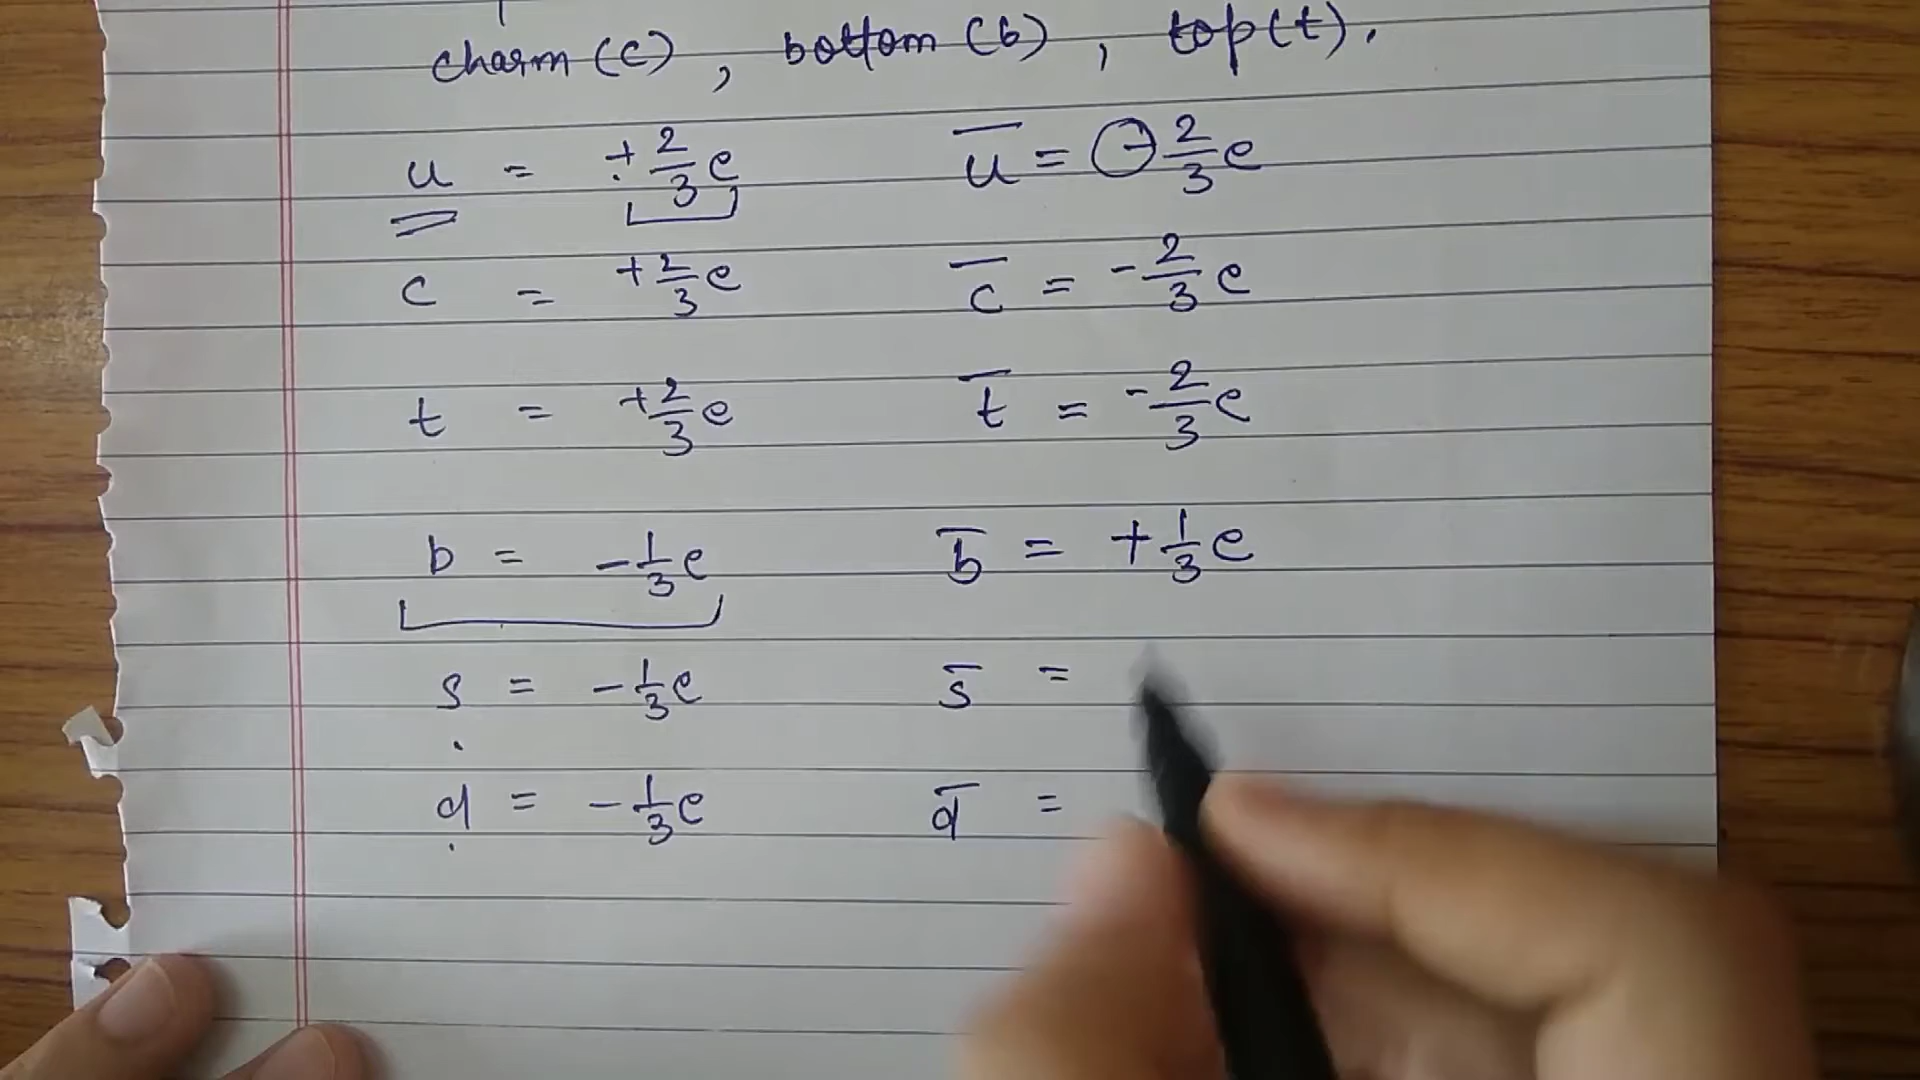 charm (c), bottom (b), top(t).
u = +2/3 e    u̅ = -2/3 e
c = +2/3 e    c̅ = -2/3 e
t = +2/3 e    t̅ = -2/3 e
b = -1/3 e    b̅ = +1/3 e
s = -1/3 e    s̅ =
d = -1/3 e    d̅ =